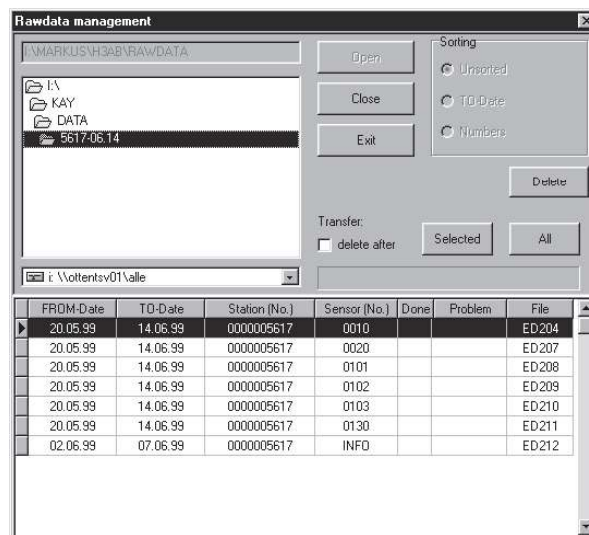 Rawdata management
I:\MARKUS\H3AB\RAWDATA
I:\
KAY
DATA
5617-06.14
i: \\ottentsv01\alle
Open
Close
Exit
Sorting
Unsorted
TO-Date
Numbers
Delete
Transfer:
delete after
Selected
All
FROM-Date TO-Date Station (No.) Sensor (No.) Done Problem File
20.05.99 14.06.99 0000005617 0010 ED204
20.05.99 14.06.99 0000005617 0020 ED207
20.05.99 14.06.99 0000005617 0101 ED208
20.05.99 14.06.99 0000005617 0102 ED209
20.05.99 14.06.99 0000005617 0103 ED210
20.05.99 14.06.99 0000005617 0130 ED211
02.06.99 07.06.99 0000005617 INFO ED212